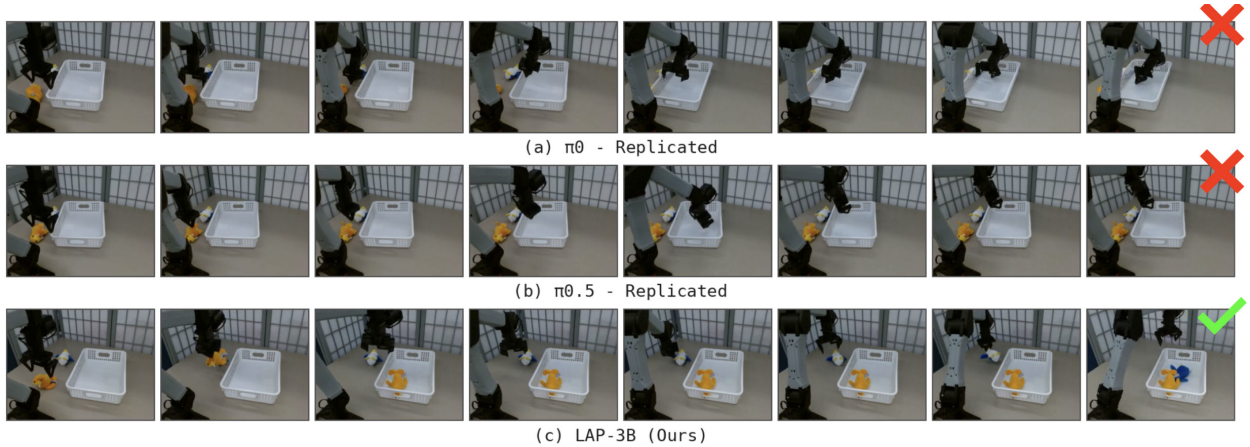 (a) π0 - Replicated
(b) π0.5 - Replicated
(c) LAP-3B (Ours)